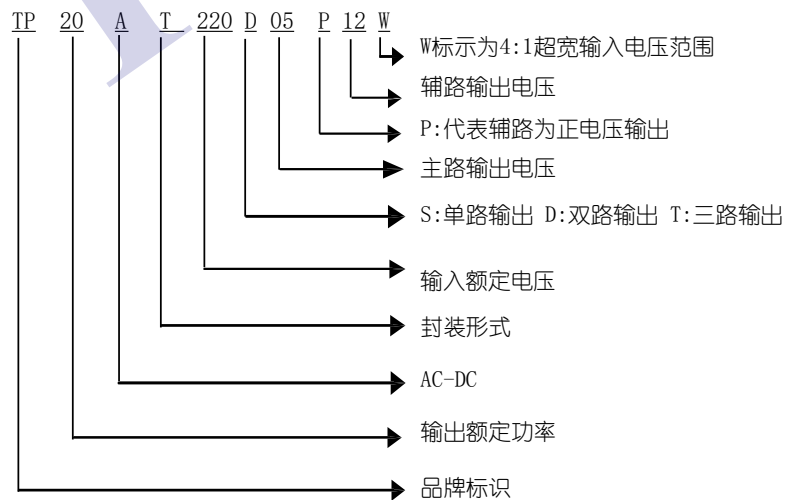 TP 20 A T 220 D 05 P 12 W
W标示为4:1超宽输入电压范围
辅路输出电压
P:代表辅路为正电压输出
主路输出电压
S:单路输出 D:双路输出 T:三路输出
输入额定电压
封装形式
AC-DC
输出额定功率
品牌标识